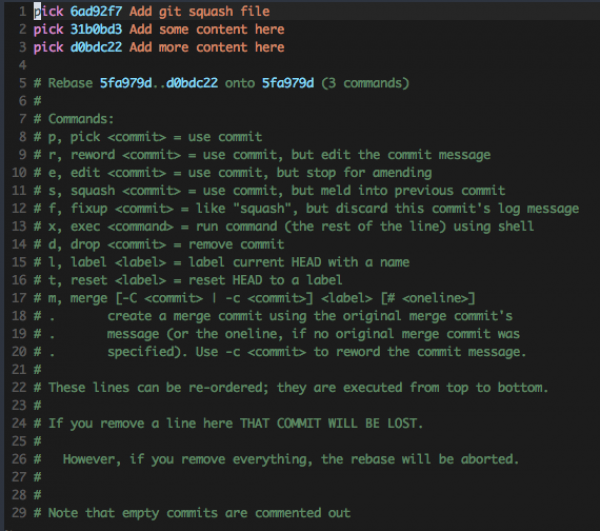 1 pick 6ad92f7 Add git squash file
2 pick 31b0bd3 Add some content here
3 pick d0bdc22 Add more content here
4
5 # Rebase 5fa979d..d0bdc22 onto 5fa979d (3 commands)
6 #
7 # Commands:
8 # p, pick <commit> = use commit
9 # r, reword <commit> = use commit, but edit the commit message
10 # e, edit <commit> = use commit, but stop for amending
11 # s, squash <commit> = use commit, but meld into previous commit
12 # f, fixup <commit> = like "squash", but discard this commit's log message
13 # x, exec <command> = run command (the rest of the line) using shell
14 # d, drop <commit> = remove commit
15 # l, label <label> = label current HEAD with a name
16 # t, reset <label> = reset HEAD to a label
17 # m, merge [-C <commit> | -c <commit>] <label> [# <oneline>]
18 # .       create a merge commit using the original merge commit's
19 # .       message (or the oneline, if no original merge commit was
20 # .       specified). Use -c <commit> to reword the commit message.
21 #
22 # These lines can be re-ordered; they are executed from top to bottom.
23 #
24 # If you remove a line here THAT COMMIT WILL BE LOST.
25 #
26 #   However, if you remove everything, the rebase will be aborted.
27 #
28 #
29 # Note that empty commits are commented out